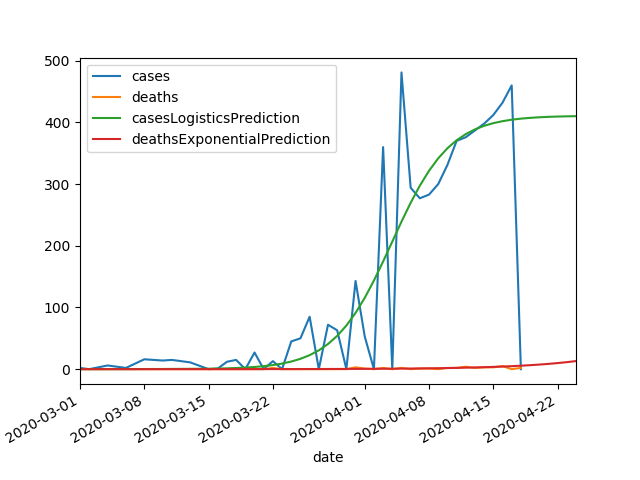 500
400
300
200
100
0
cases
deaths
casesLogisticsPrediction
deathsExponentialPrediction
2020-03-01
2020-03-08
2020-03-15
2020-03-22
2020-04-01
2020-04-08
2020-04-15
2020-04-22
date